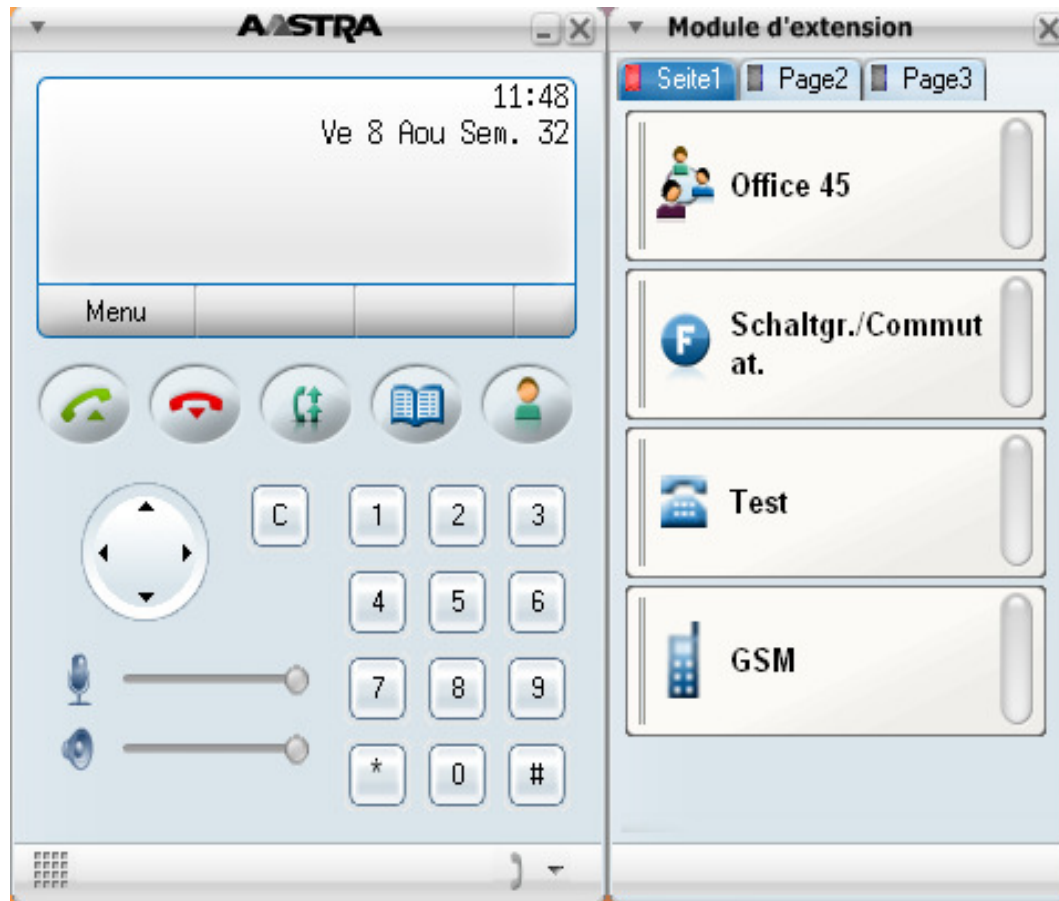 AASTRA
11:48
Ve 8 Aou Sem. 32
Menu
C 1 2 3
4 5 6
7 8 9
* 0 #
Module d'extension
Seite1 Page2 Page3
Office 45
F
Schaltgr./Commut
at.
Test
GSM